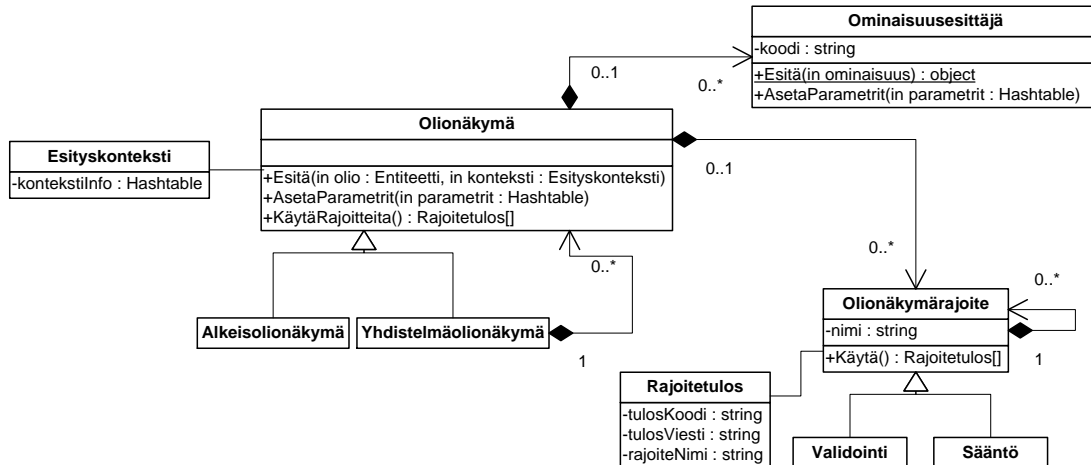 Ominaisuusesittäjä
-koodi : string
+Esitä(in ominaisuus) : object
+AsetaParametrit(in parametrit : Hashtable)
0..1
0..*
Olionäkymä
+Esitä(in olio : Entiteetti, in konteksti : Esityskonteksti)
+AsetaParametrit(in parametrit : Hashtable)
+KäytäRajoitteita() : Rajoitetulos[]
0..1
Esityskonteksti
-kontekstiInfo : Hashtable
0..*
0..*
0..*
Alkeisolionäkymä
Yhdistelmäolionäkymä
1
Olionäkymärajoite
-nimi : string
+Käytä() : Rajoitetulos[]
1
Rajoitetulos
-tulosKoodi : string
-tulosViesti : string
-rajoiteNimi : string
Validointi
Sääntö